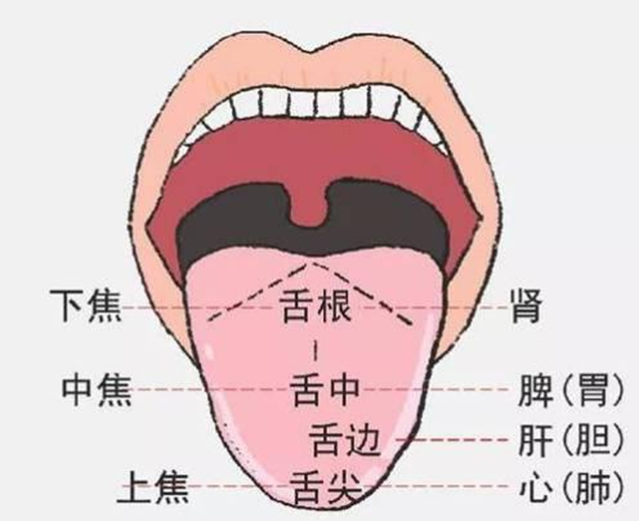 下焦 舌根 肾
中焦 舌中 脾(胃)
舌边 肝(胆)
上焦 舌尖 心(肺)